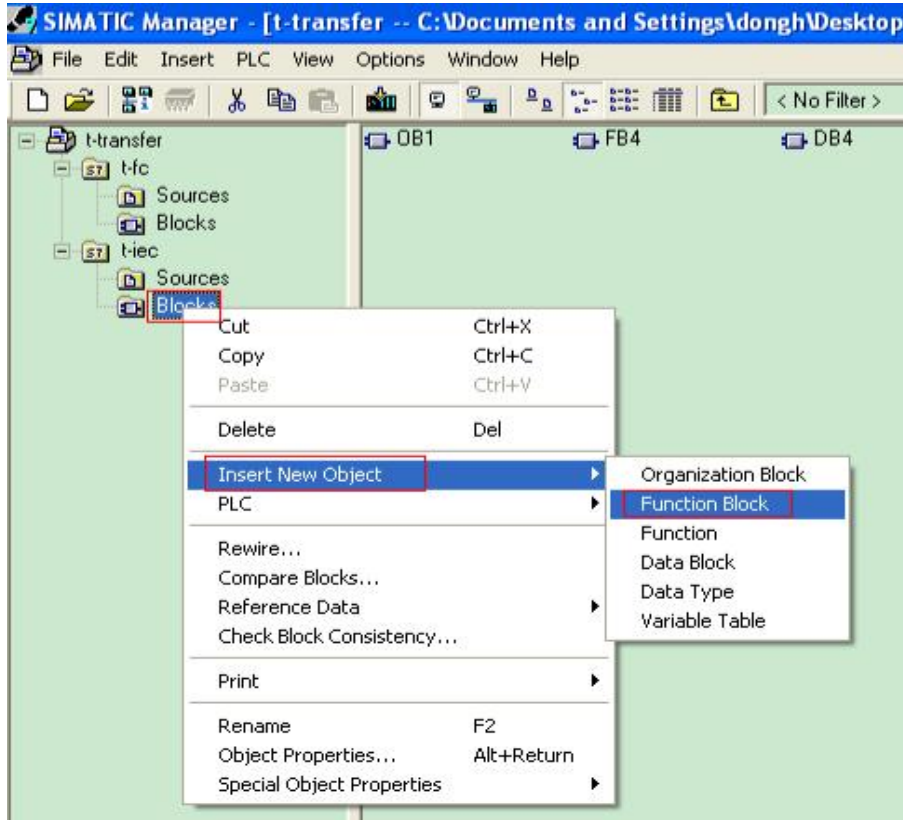 SIMATIC Manager - [t-transfer -- C:\Documents and Settings\dongh\Desktop
File Edit Insert PLC View Options Window Help
< No Filter >
t-transfer
OB1 FB4 DB4
t-fc
Sources
Blocks
t-iec
Sources
Blocks
Cut Ctrl+X
Copy Ctrl+C
Paste Ctrl+V
Delete Del
Insert New Object
PLC
Rewire...
Compare Blocks...
Reference Data
Check Block Consistency...
Print
Rename F2
Object Properties... Alt+Return
Special Object Properties
Organization Block
Function Block
Function
Data Block
Data Type
Variable Table